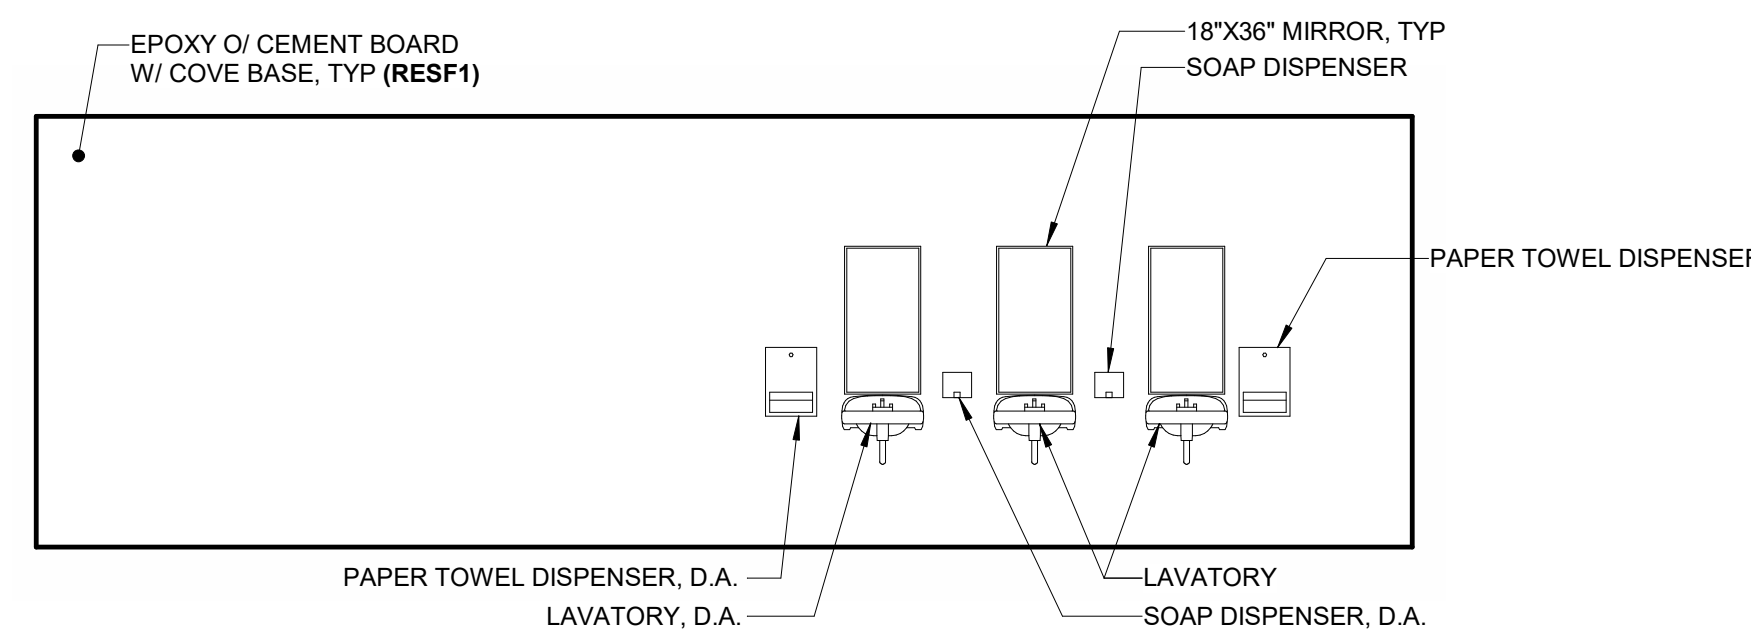 EPOXY O/ CEMENT BOARD
W/ COVE BASE, TYP (RESF1)
18"X36" MIRROR, TYP
SOAP DISPENSER
PAPER TOWEL DISPENSER
PAPER TOWEL DISPENSER, D.A.
LAVATORY
LAVATORY, D.A.
SOAP DISPENSER, D.A.